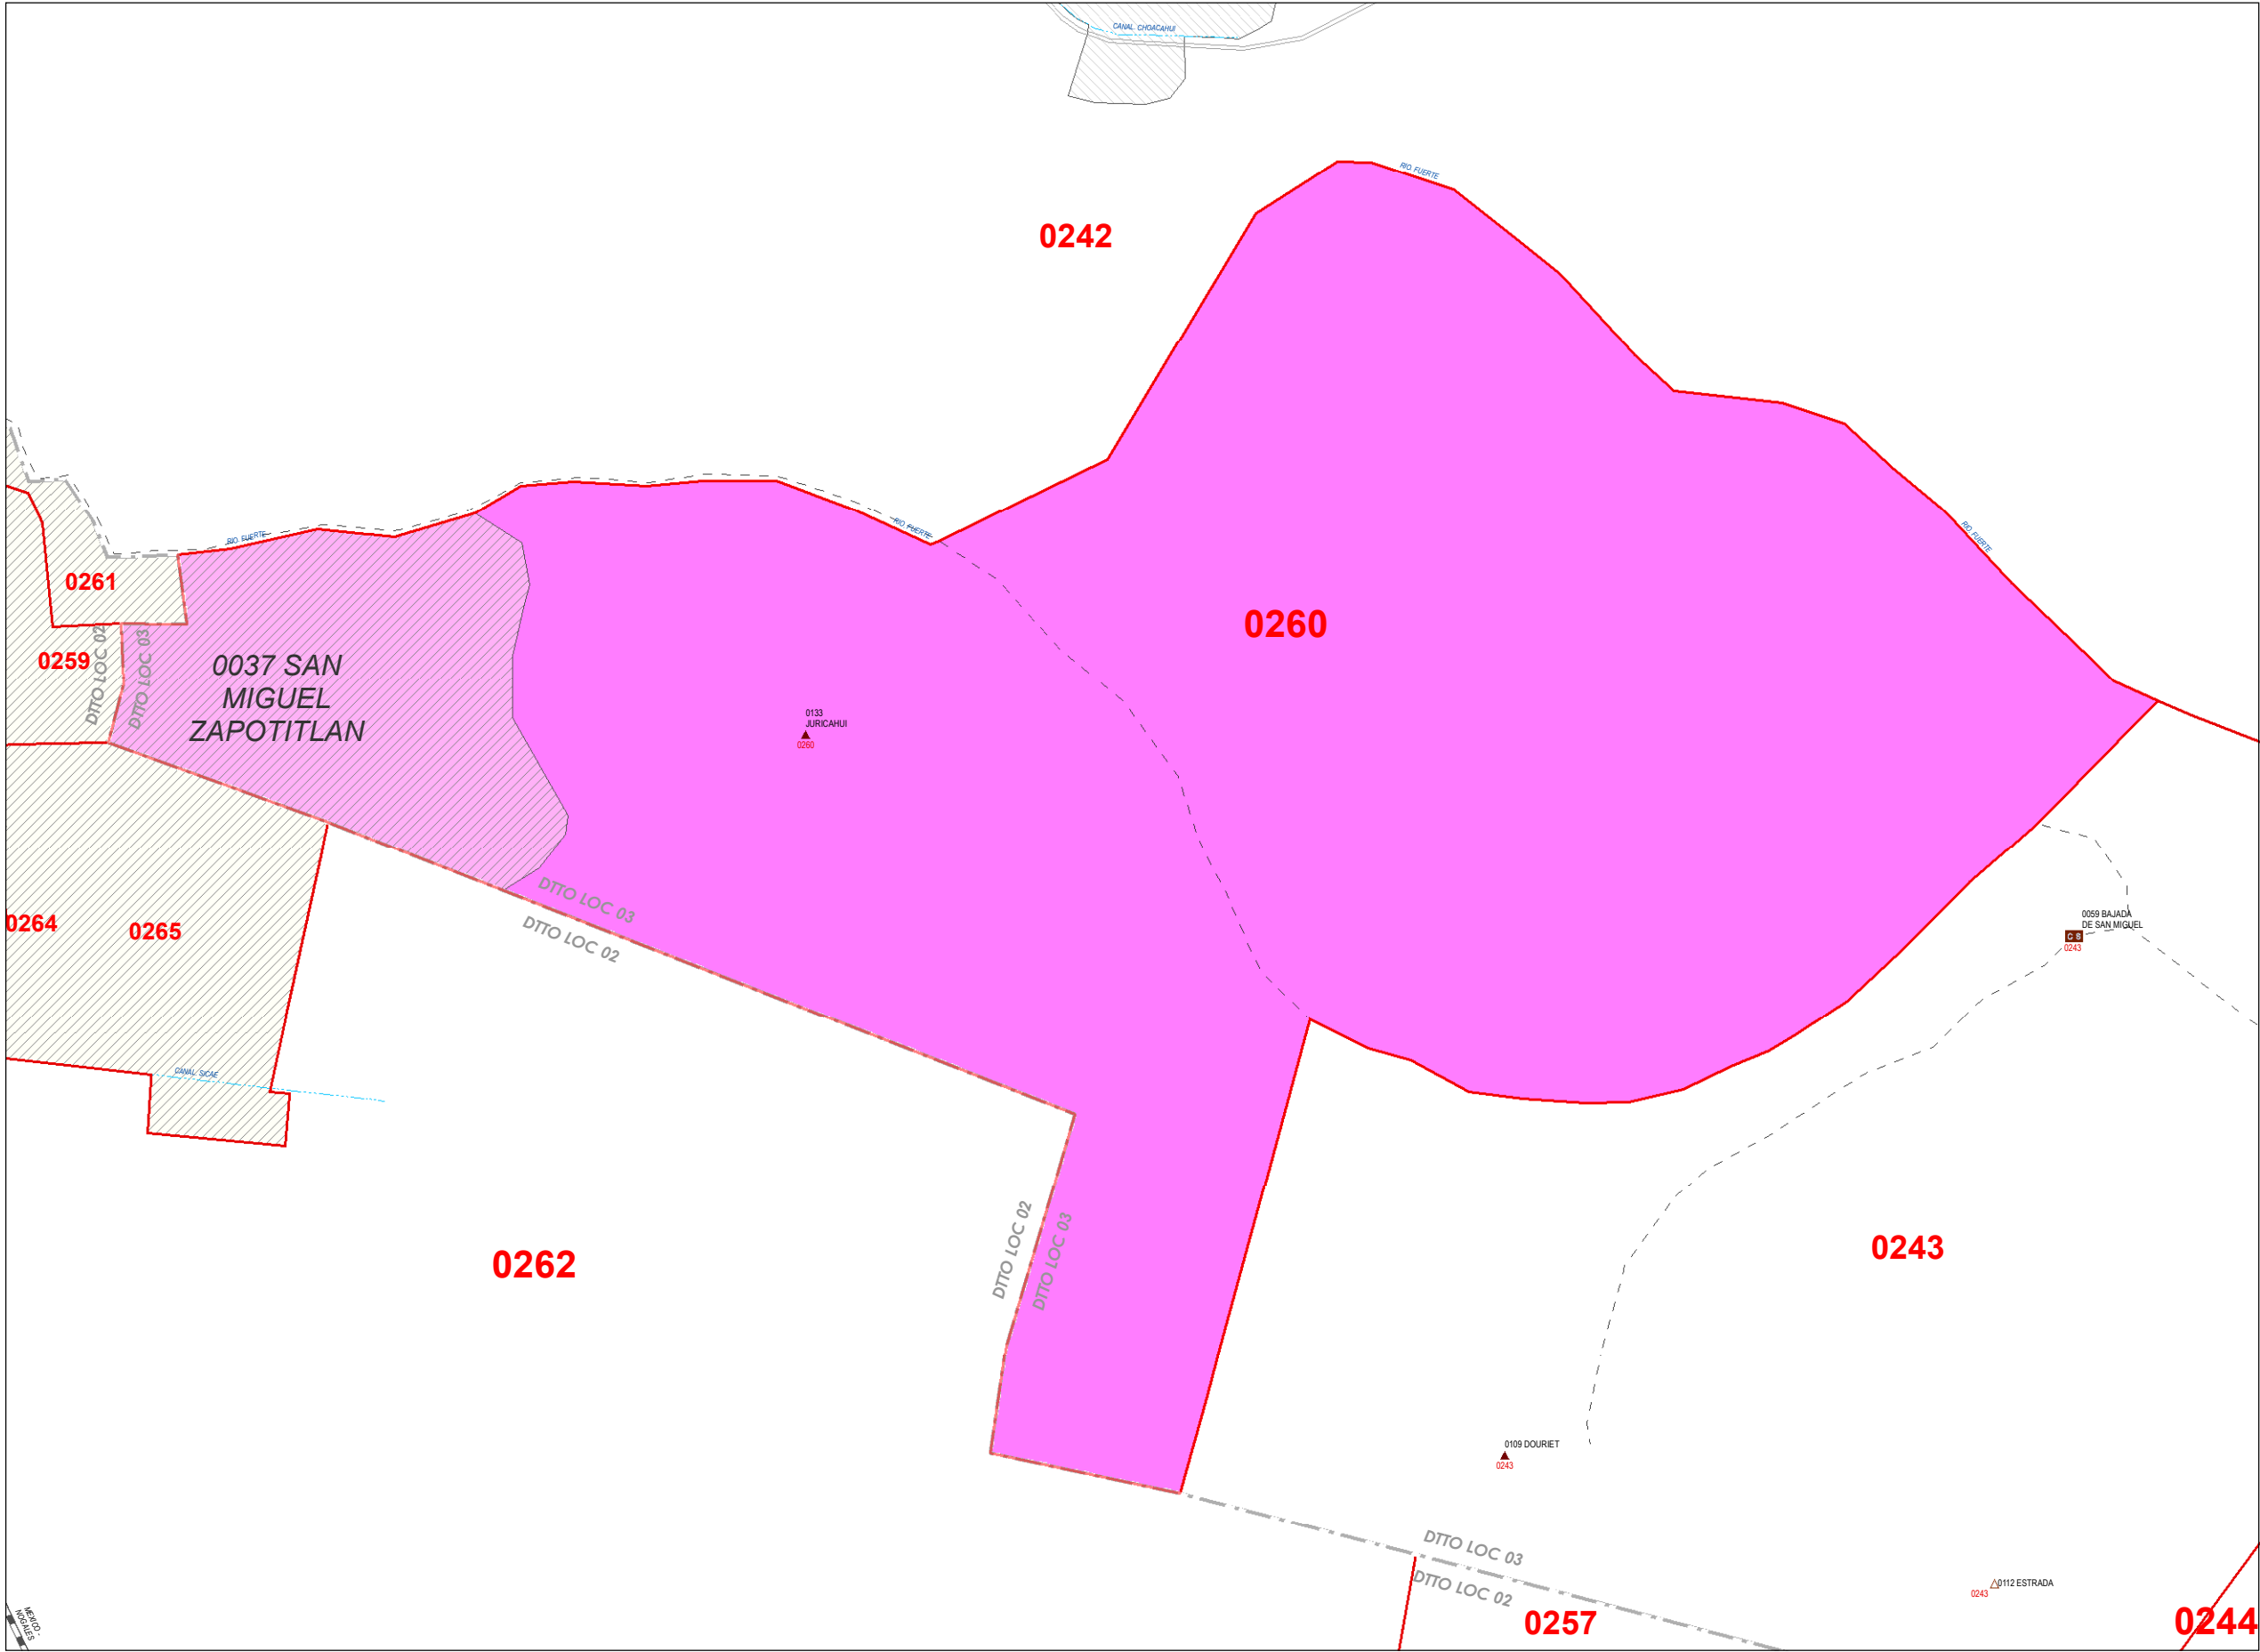 CANAL CHOACAHUI
RIO FUERTE
0242
RIO FUERTE
RIO FUERTE
RIO FUERTE
0261
0260
0259
DTTO LOC 02
DTTO LOC 03
0037 SAN
MIGUEL
ZAPOTITLAN
0133
JURICAHUI
0260
DTTO LOC 03
DTTO LOC 02
0264
0265
0059 BAJADA
DE SAN MIGUEL
C S
0243
CANAL SICAE
DTTO LOC 02
DTTO LOC 03
0262
0243
0109 DOURIET
0243
DTTO LOC 03
DTTO LOC 02
0112 ESTRADA
0243
0257
0244
MEXICO -
NOGALES